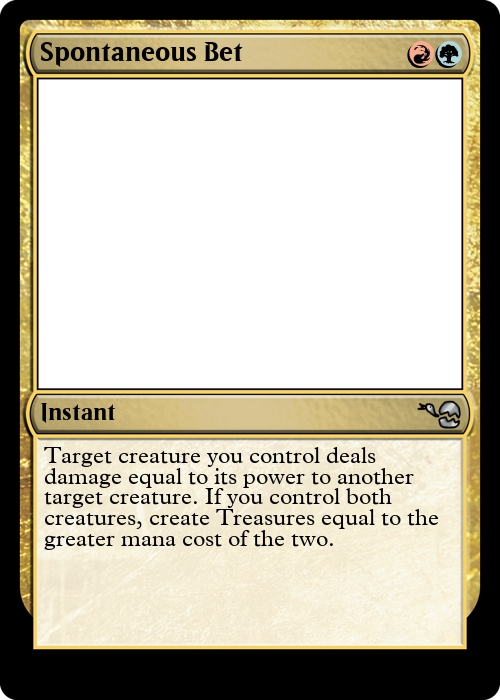 Spontaneous Bet
Instant
Target creature you control deals
damage equal to its power to another
target creature. If you control both
creatures, create Treasures equal to the
greater mana cost of the two.